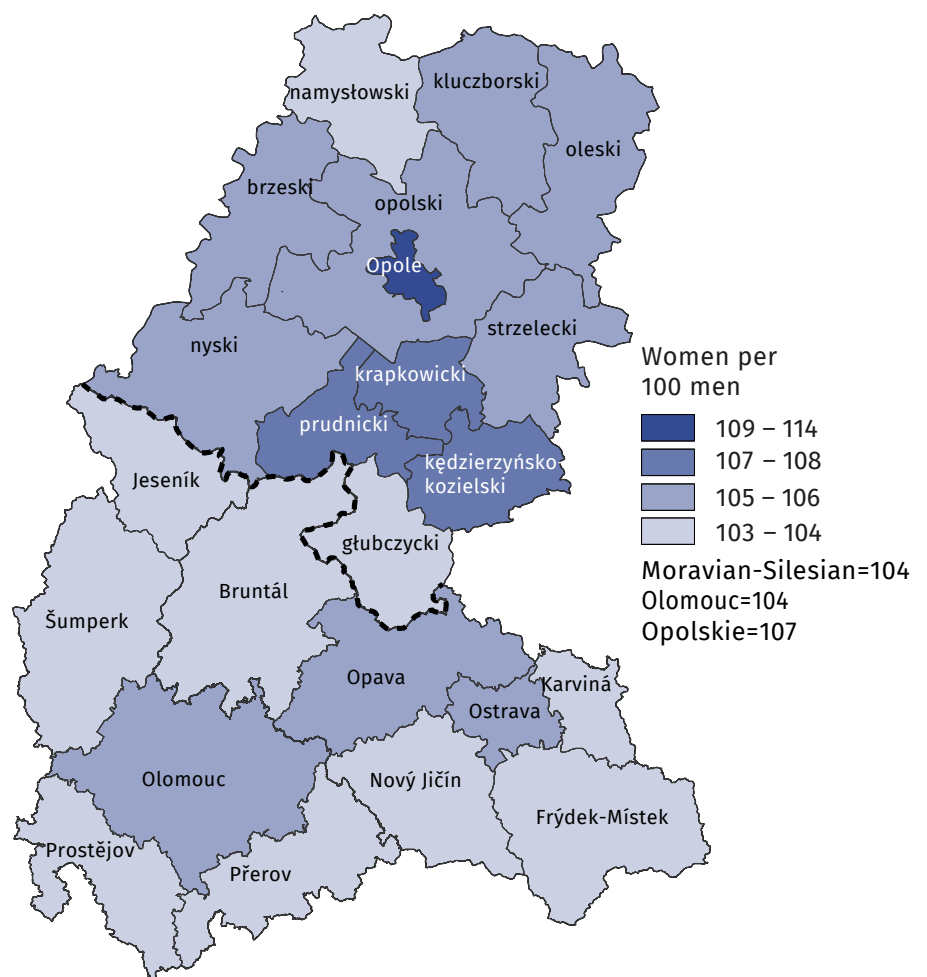 namysłowski
kluczborski
oleski
brzeski
opolski
Opole
strzelecki
nyski
krapkowicki
prudnicki
kędzierzyńsko-
kozielski
Jeseník
głubczycki
Bruntál
Šumperk
Opava
Karviná
Ostrava
Olomouc
Nový Jičín
Frýdek-Místek
Prostějov
Přerov
Women per
100 men
109 – 114
107 – 108
105 – 106
103 – 104
Moravian-Silesian=104
Olomouc=104
Opolskie=107